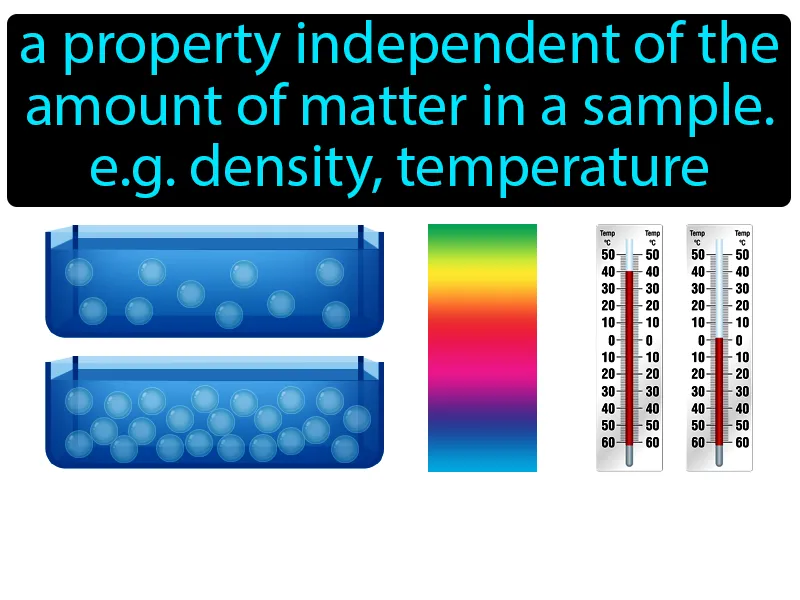 a property independent of the
amount of matter in a sample.
e.g. density, temperature
Temp Temp Temp Temp
°C °C °C °C
50 50 50 50
40 40 40 40
30 30 30 30
20 20 20 20
10 10 10 10
0 0 0 0
10 10 10 10
20 20 20 20
30 30 30 30
40 40 40 40
50 50 50 50
60 60 60 60